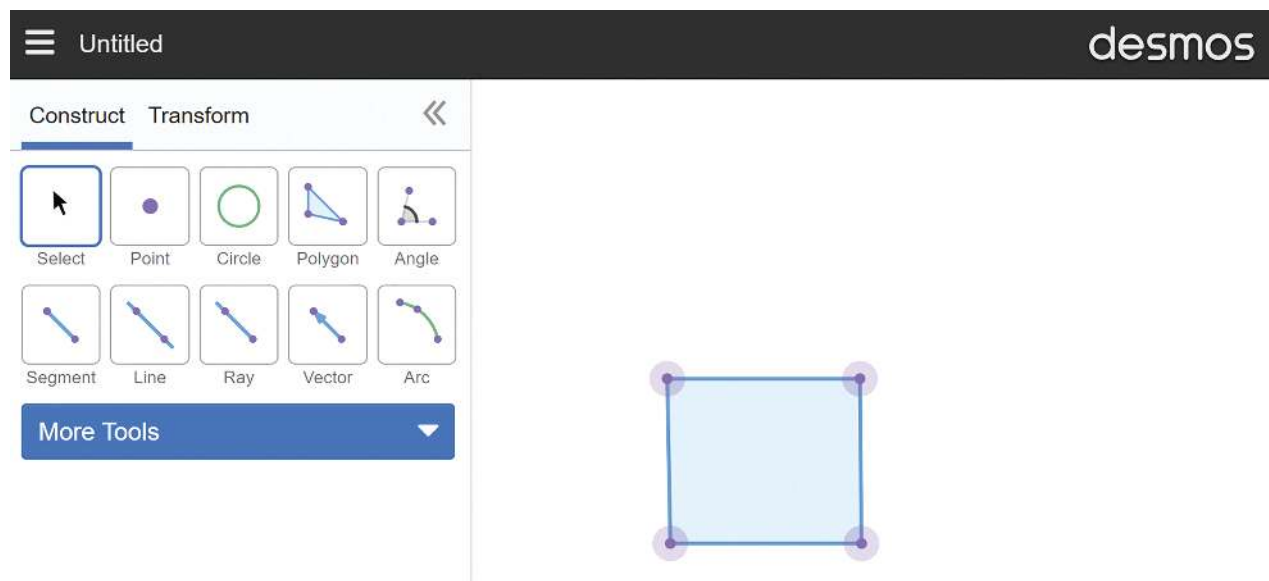 Untitled
desmos
Construct Transform
Select Point Circle Polygon Angle
Segment Line Ray Vector Arc
More Tools